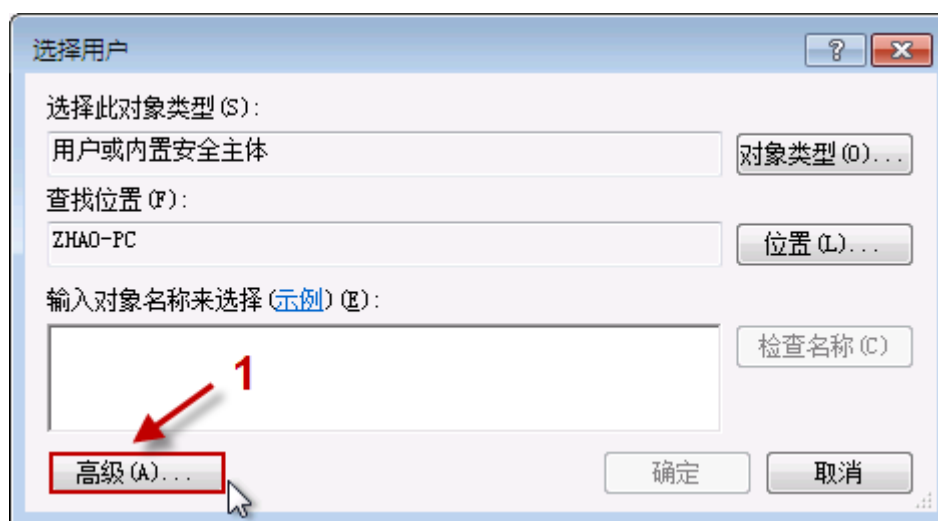 选择用户
选择此对象类型(S):
用户或内置安全主体
对象类型(O)...
查找位置(F):
ZHAO-PC
位置(L)...
输入对象名称来选择(示例)(E):
检查名称(C)
1
高级(A)...
确定
取消